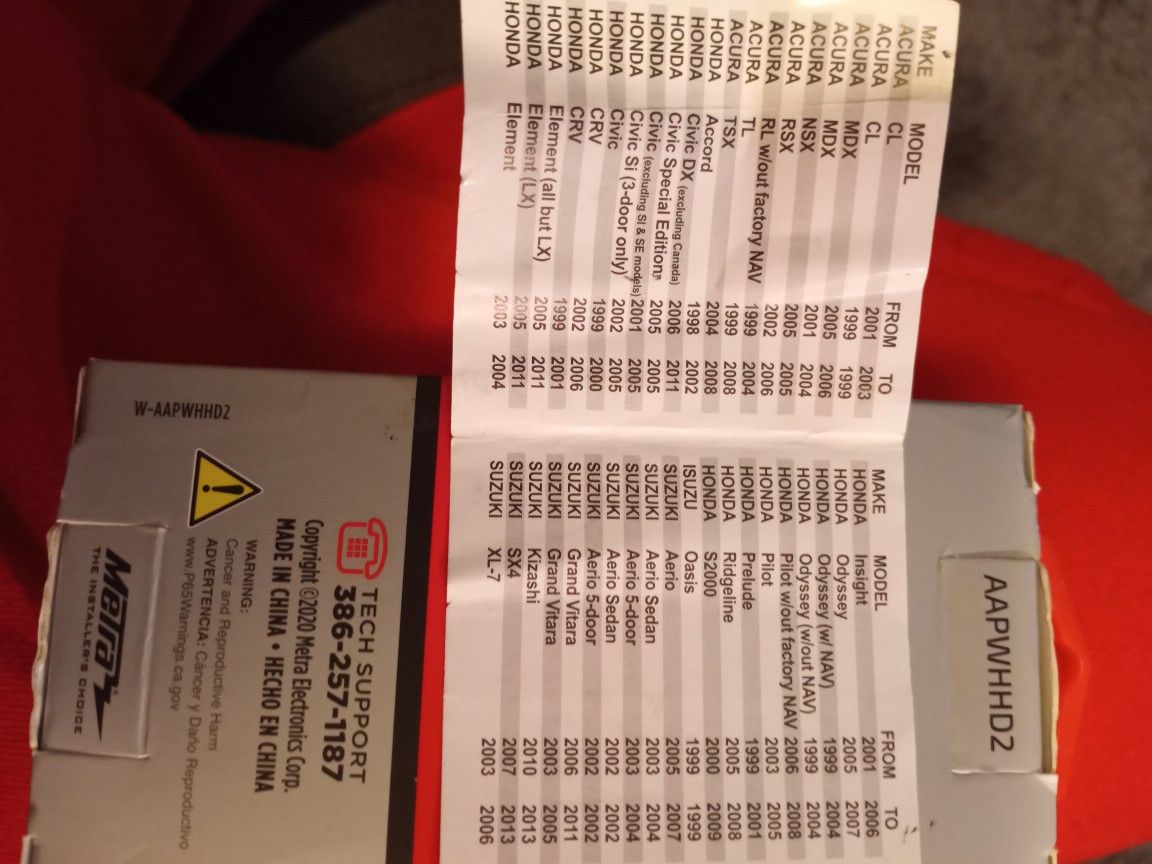 MAKE MODEL FROM TO
ACURA CL 2001 2003
ACURA CL 1999 1999
ACURA MDX 2005 2006
ACURA MDX 2001 2004
ACURA NSX 2005 2005
ACURA RSX 2002 2006
ACURA RL w/out factory NAV 1999 2004
ACURA TL 1999 2008
ACURA TSX 2004 2008
HONDA Accord 1998 2002
HONDA Civic DX (excluding Canada) 2006 2011
HONDA Civic Special Edition 2005 2005
HONDA Civic (excluding SI & SE models) 2001 2005
HONDA Civic Si (3-door only) 2002 2005
HONDA Civic 1999 2000
HONDA CRV 2002 2006
HONDA CRV 1999 2001
HONDA Element (all but LX) 2005 2011
HONDA Element (LX) 2005 2011
HONDA Element 2003 2004
MAKE MODEL FROM TO
HONDA Insight 2001 2006
HONDA Odyssey 2005 2007
HONDA Odyssey (w/ NAV) 1999 2004
HONDA Odyssey (w/out NAV) 1999 2004
HONDA Pilot w/out factory NAV 2006 2008
HONDA Pilot 2003 2005
HONDA Prelude 1999 2001
HONDA Ridgeline 2005 2008
HONDA S2000 2000 2009
ISUZU Oasis 1999 1999
SUZUKI Aerio 2005 2007
SUZUKI Aerio Sedan 2003 2004
SUZUKI Aerio 5-door 2003 2004
SUZUKI Aerio Sedan 2002 2002
SUZUKI Aerio 5-door 2002 2002
SUZUKI Grand Vitara 2006 2011
SUZUKI Grand Vitara 2003 2005
SUZUKI Kizashi 2010 2013
SUZUKI SX4 2007 2013
SUZUKI XL-7 2003 2006
AAPWHHD2
TECH SUPPORT
386-257-1187
Copyright ©2020 Metra Electronics Corp.
MADE IN CHINA • HECHO EN CHINA
WARNING:
Cancer and Reproductive Harm
ADVERTENCIA: Cáncer y Daño Reproductivo
www.P65Warnings.ca.gov
W-AAPWHHD2
Metra®
THE INSTALLER'S CHOICE